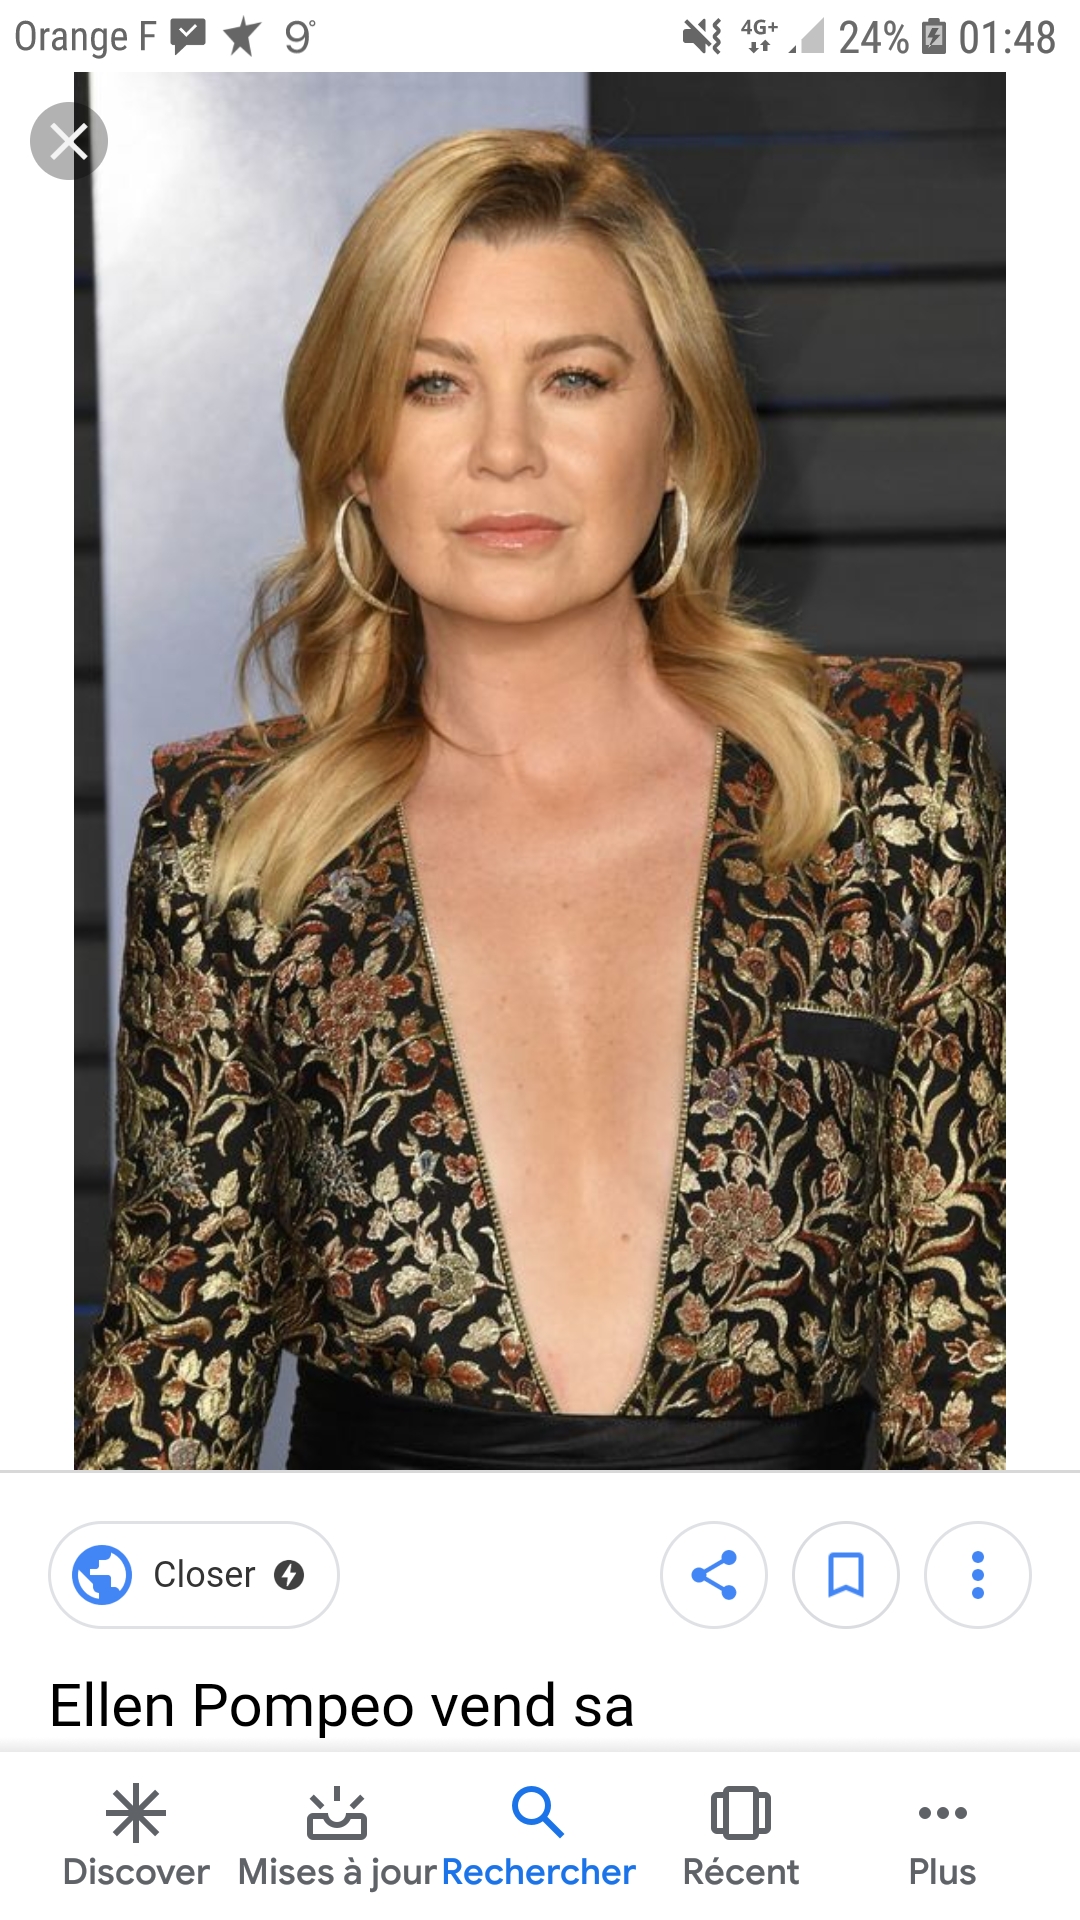 Orange F 9° 4G+ 24% 01:48
Closer
Ellen Pompeo vend sa
Discover Mises à jour Rechercher Récent Plus